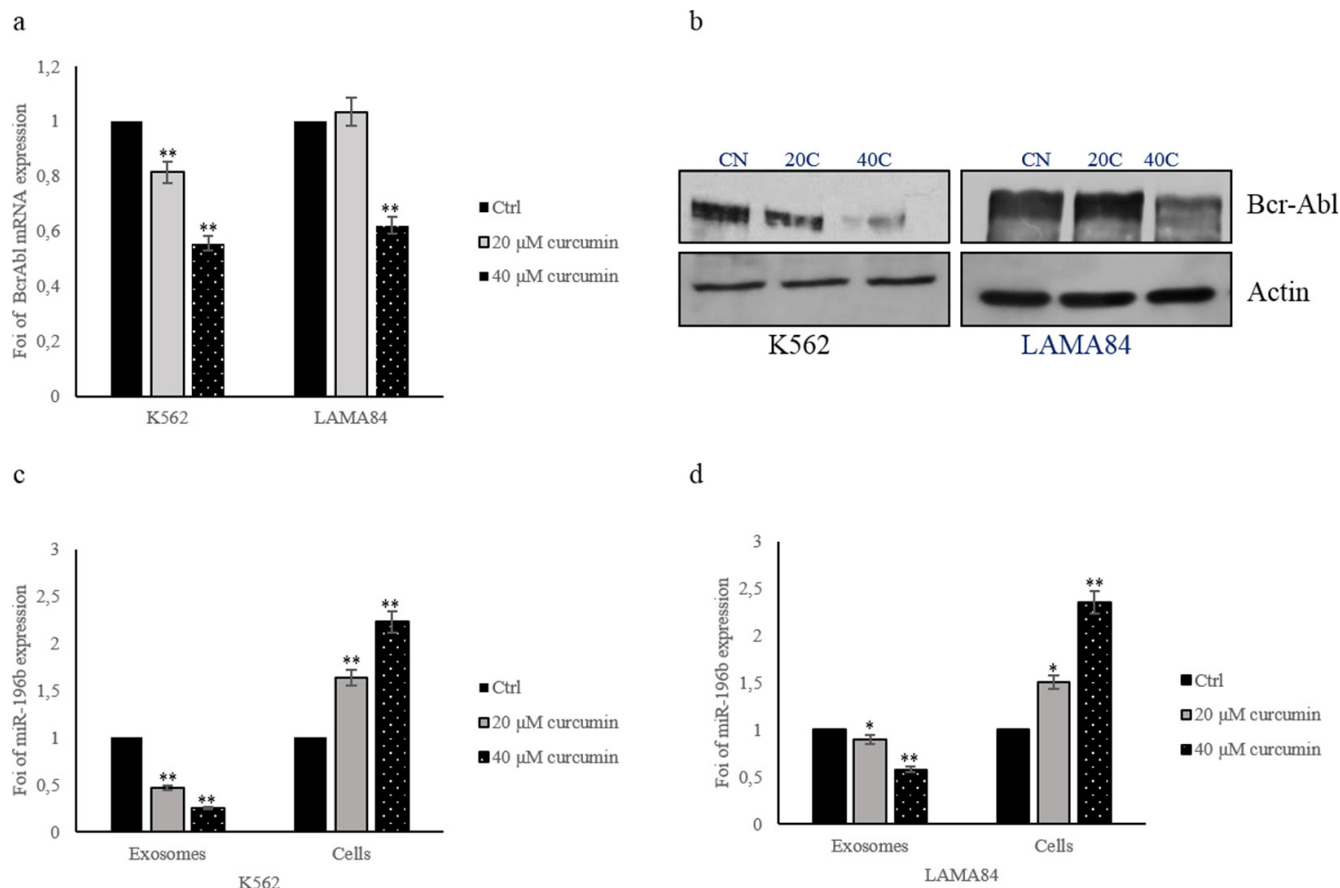 a
1,2
1
0,8
0,6
0,4
0,2
0
Foi of BcrAbl mRNA expression
**
**
**
K562
LAMA84
Ctrl
20 μM curcumin
40 μM curcumin
b
CN 20C 40C
CN 20C 40C
Bcr-Abl
Actin
K562
LAMA84
c
3
2,5
2
1,5
1
0,5
0
Foi of miR-196b expression
**
**
**
**
Exosomes
Cells
K562
Ctrl
20 μM curcumin
40 μM curcumin
d
3
2,5
2
1,5
1
0,5
0
Foi of miR-196b expression
*
**
*
**
Exosomes
Cells
LAMA84
Ctrl
20 μM curcumin
40 μM curcumin